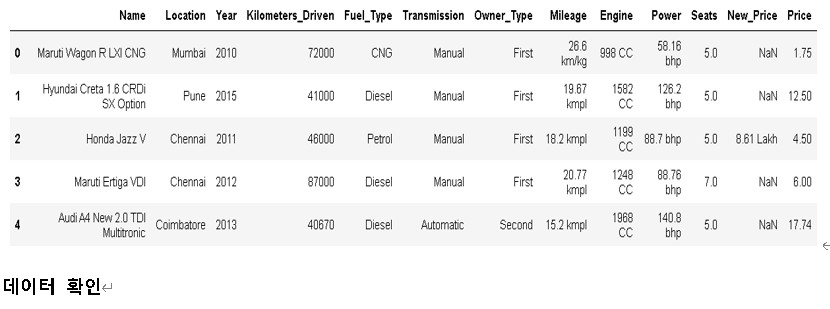 Name Location Year Kilometers_Driven Fuel_Type Transmission Owner_Type Mileage Engine Power Seats New_Price Price
0 Maruti Wagon R LXI CNG Mumbai 2010 72000 CNG Manual First 26.6 km/kg 998 CC 58.16 bhp 5.0 NaN 1.75
1 Hyundai Creta 1.6 CRDi SX Option Pune 2015 41000 Diesel Manual First 19.67 kmpl 1582 CC 126.2 bhp 5.0 NaN 12.50
2 Honda Jazz V Chennai 2011 46000 Petrol Manual First 18.2 kmpl 1199 CC 88.7 bhp 5.0 8.61 Lakh 4.50
3 Maruti Ertiga VDI Chennai 2012 87000 Diesel Manual First 20.77 kmpl 1248 CC 88.76 bhp 7.0 NaN 6.00
4 Audi A4 New 2.0 TDI Multitronic Coimbatore 2013 40670 Diesel Automatic Second 15.2 kmpl 1968 CC 140.8 bhp 5.0 NaN 17.74
데이터 확인